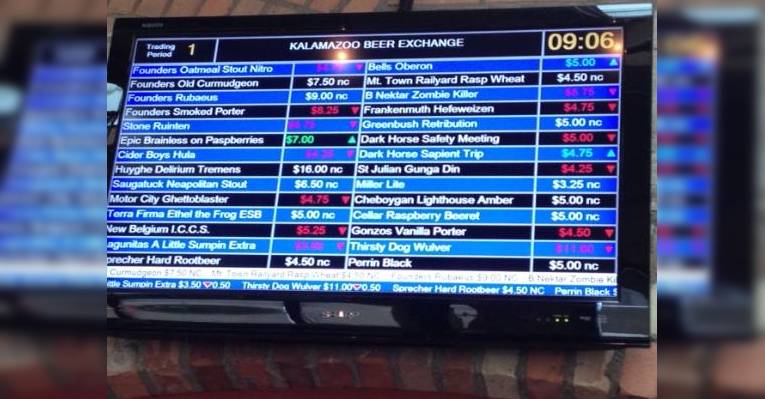 Trading Period 1 KALAMAZOO BEER EXCHANGE 09:06
Founders Oatmeal Stout Nitro Bells Oberon $5.00
Founders Old Curmudgeon $7.50 nc Mt. Town Railyard Rasp Wheat $4.50 nc
Founders Rubaeus $9.00 nc B Nektar Zombie Killer $5.75
Founders Smoked Porter $6.25 Frankenmuth Hefeweizen $4.75
Stone Ruinten Greenbush Retribution $5.00 nc
Epic Brainless on Paspberries $7.00 Dark Horse Safety Meeting $5.00
Cider Boys Hula Dark Horse Sapient Trip $4.75
Huyghe Delirium Tremens $16.00 nc St Julian Gunga Din $4.25
Saugatuck Neapolitan Stout $6.50 nc Miller Lite $3.25 nc
Motor City Ghettoblaster $4.75 Cheboygan Lighthouse Amber $5.00 nc
Terra Firma Ethel the Frog ESB $5.00 nc Cellar Raspberry Beeret $5.00 nc
New Belgium I.C.C.S. $5.25 Gonzos Vanilla Porter $4.50
agunitas A Little Sumpin Extra Thirsty Dog Wulver $11.00
precher Hard Rootbeer $4.50 nc Perrin Black $5.00 nc
Curmudgeon $7.50 NC Mt. Town Railyard Rasp Wheat $4.50 NC Founders Rubaeus $9.00 NC B Nektar Zombie Ki
ttle Sumpin Extra $3.50 0.50 Thirsty Dog Wulver $11.00 0.50 Sprecher Hard Rootbeer $4.50 NC Perrin Black $